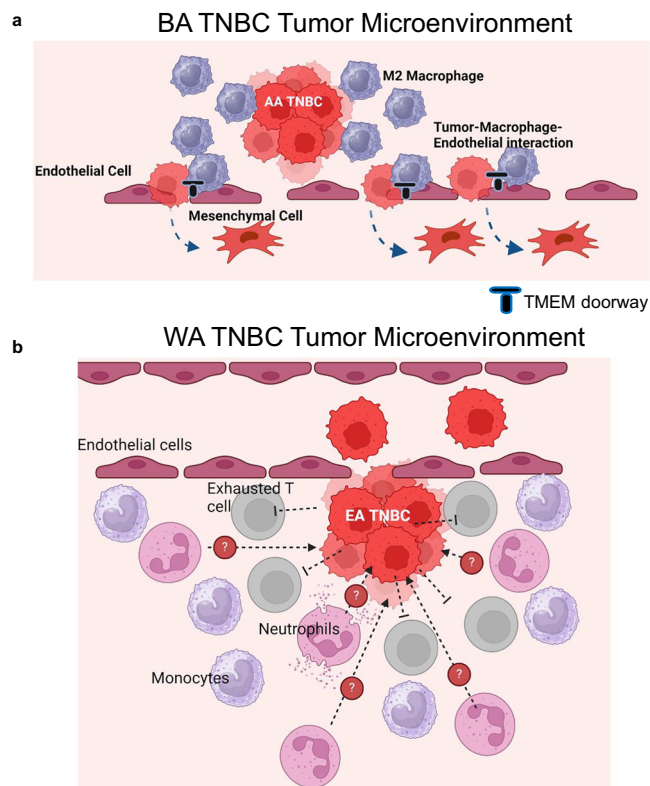 a
BA TNBC Tumor Microenvironment
M2 Macrophage
AA TNBC
Tumor-Macrophage-
Endothelial interaction
Endothelial Cell
Mesenchymal Cell
TMEM doorway
WA TNBC Tumor Microenvironment
b
Endothelial cells
Exhausted T
cell
EA TNBC
?
?
?
Neutrophils
Monocytes
?
?